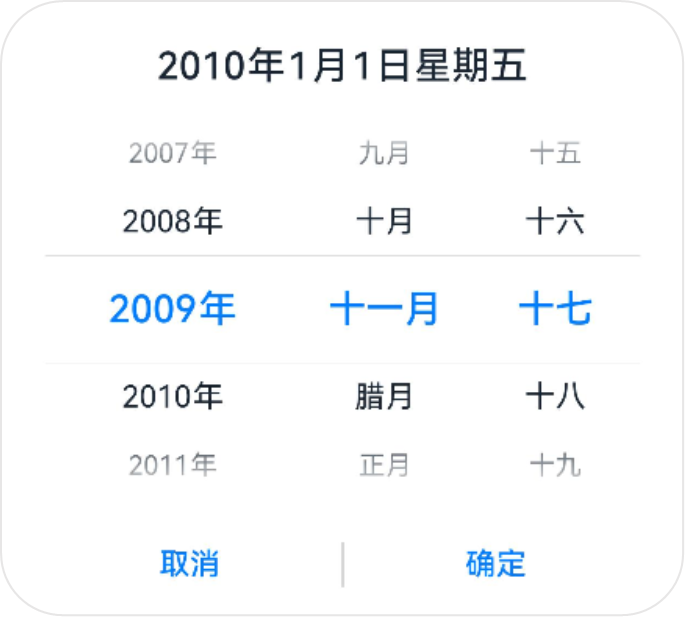 2010年1月1日星期五
2007年 九月 十五
2008年 十月 十六
2009年 十一月 十七
2010年 腊月 十八
2011年 正月 十九
取消 确定